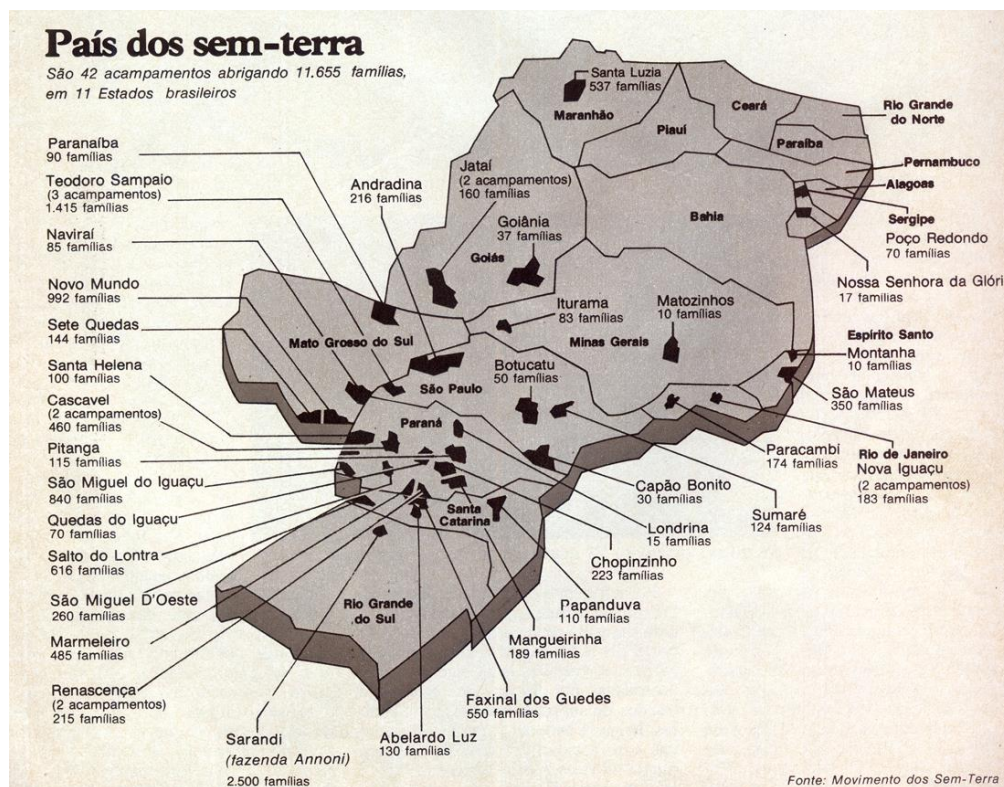 País dos sem-terra
São 42 acampamentos abrigando 11.655 famílias,
em 11 Estados brasileiros
Paranaíba
90 famílias
Teodoro Sampaio
(3 acampamentos)
1.415 famílias
Naviraí
85 famílias
Novo Mundo
992 famílias
Sete Quedas
144 famílias
Santa Helena
100 famílias
Cascavel
(2 acampamentos)
460 famílias
Pitanga
115 famílias
São Miguel do Iguaçu
840 famílias
Quedas do Iguaçu
70 famílias
Salto do Lontra
616 famílias
São Miguel D'Oeste
260 famílias
Marmeleiro
485 famílias
Renascença
(2 acampamentos)
215 famílias
Sarandi
(fazenda Annoni)
2.500 famílias
Abelardo Luz
130 famílias
Faxinal dos Guedes
550 famílias
Mangueirinha
189 famílias
Papanduva
110 famílias
Chopinzinho
223 famílias
Londrina
15 famílias
Capão Bonito
30 famílias
Sumaré
124 famílias
Paracambí
174 famílias
Rio de Janeiro
Nova Iguaçu
(2 acampamentos)
183 famílias
São Mateus
350 famílias
Espírito Santo
Montanha
10 famílias
Nossa Senhora da Glóri
17 famílias
Sergipe
Poço Redondo
70 famílias
Alagoas
Pernambuco
Rio Grande
do Norte
Paraíba
Ceará
Piauí
Santa Luzia
537 famílias
Maranhão
Bahia
Jataí
(2 acampamentos)
160 famílias
Andradina
216 famílias
Goiânia
37 famílias
Goiás
Iturama
83 famílias
Matozinhos
10 famílias
Minas Gerais
Mato Grosso do Sul
Botucatu
50 famílias
São Paulo
Paraná
Santa
Catarina
Rio Grande
do Sul
Fonte: Movimento dos Sem-Terra